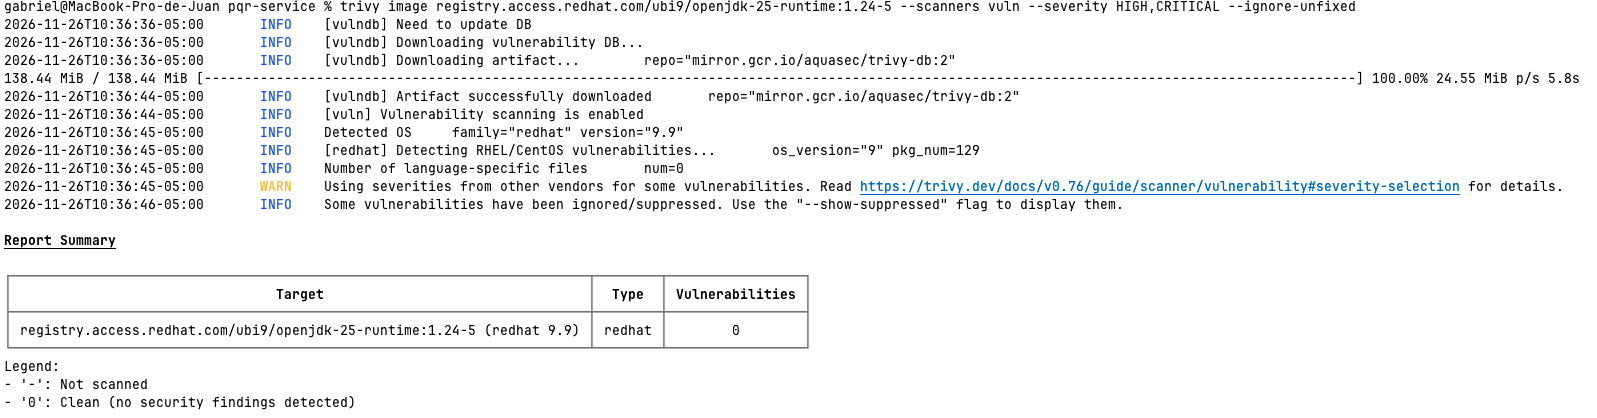 gabriel@MacBook-Pro-de-Juan pqr-service % trivy image registry.access.redhat.com/ubi9/openjdk-25-runtime:1.24-5 --scanners vuln --severity HIGH,CRITICAL --ignore-unfixed
2026-11-26T10:36:36-05:00 INFO [vulndb] Need to update DB
2026-11-26T10:36:36-05:00 INFO [vulndb] Downloading vulnerability DB...
2026-11-26T10:36:36-05:00 INFO [vulndb] Downloading artifact... repo="mirror.gcr.io/aquasec/trivy-db:2"
138.44 MiB / 138.44 MiB [------------------------------------------------------------------------------------------------------------------------------------------------] 100.00% 24.55 MiB p/s 5.8s
2026-11-26T10:36:44-05:00 INFO [vulndb] Artifact successfully downloaded repo="mirror.gcr.io/aquasec/trivy-db:2"
2026-11-26T10:36:44-05:00 INFO [vuln] Vulnerability scanning is enabled
2026-11-26T10:36:45-05:00 INFO Detected OS family="redhat" version="9.9"
2026-11-26T10:36:45-05:00 INFO [redhat] Detecting RHEL/CentOS vulnerabilities... os_version="9" pkg_num=129
2026-11-26T10:36:45-05:00 INFO Number of language-specific files num=0
2026-11-26T10:36:45-05:00 WARN Using severities from other vendors for some vulnerabilities. Read https://trivy.dev/docs/v0.76/guide/scanner/vulnerability#severity-selection for details.
2026-11-26T10:36:46-05:00 INFO Some vulnerabilities have been ignored/suppressed. Use the "--show-suppressed" flag to display them.
Report Summary
Target Type Vulnerabilities
registry.access.redhat.com/ubi9/openjdk-25-runtime:1.24-5 (redhat 9.9) redhat 0
Legend:
- '-': Not scanned
- '0': Clean (no security findings detected)